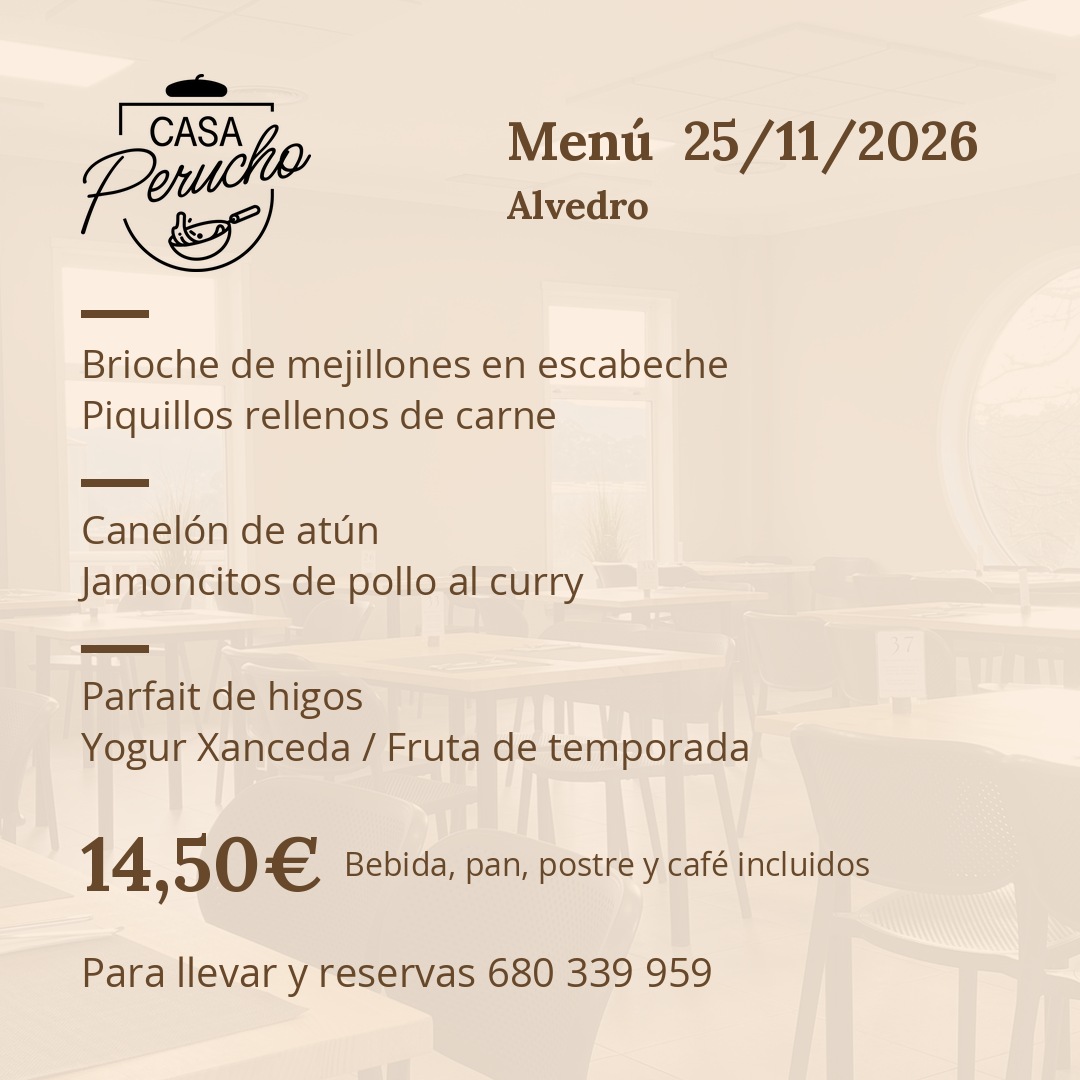 CASA
Perucho
Menú 25/11/2026
Alvedro
Brioche de mejillones en escabeche
Piquillos rellenos de carne
Canelón de atún
Jamoncitos de pollo al curry
Parfait de higos
Yogur Xanceda / Fruta de temporada
14,50€ Bebida, pan, postre y café incluidos
Para llevar y reservas 680 339 959
37